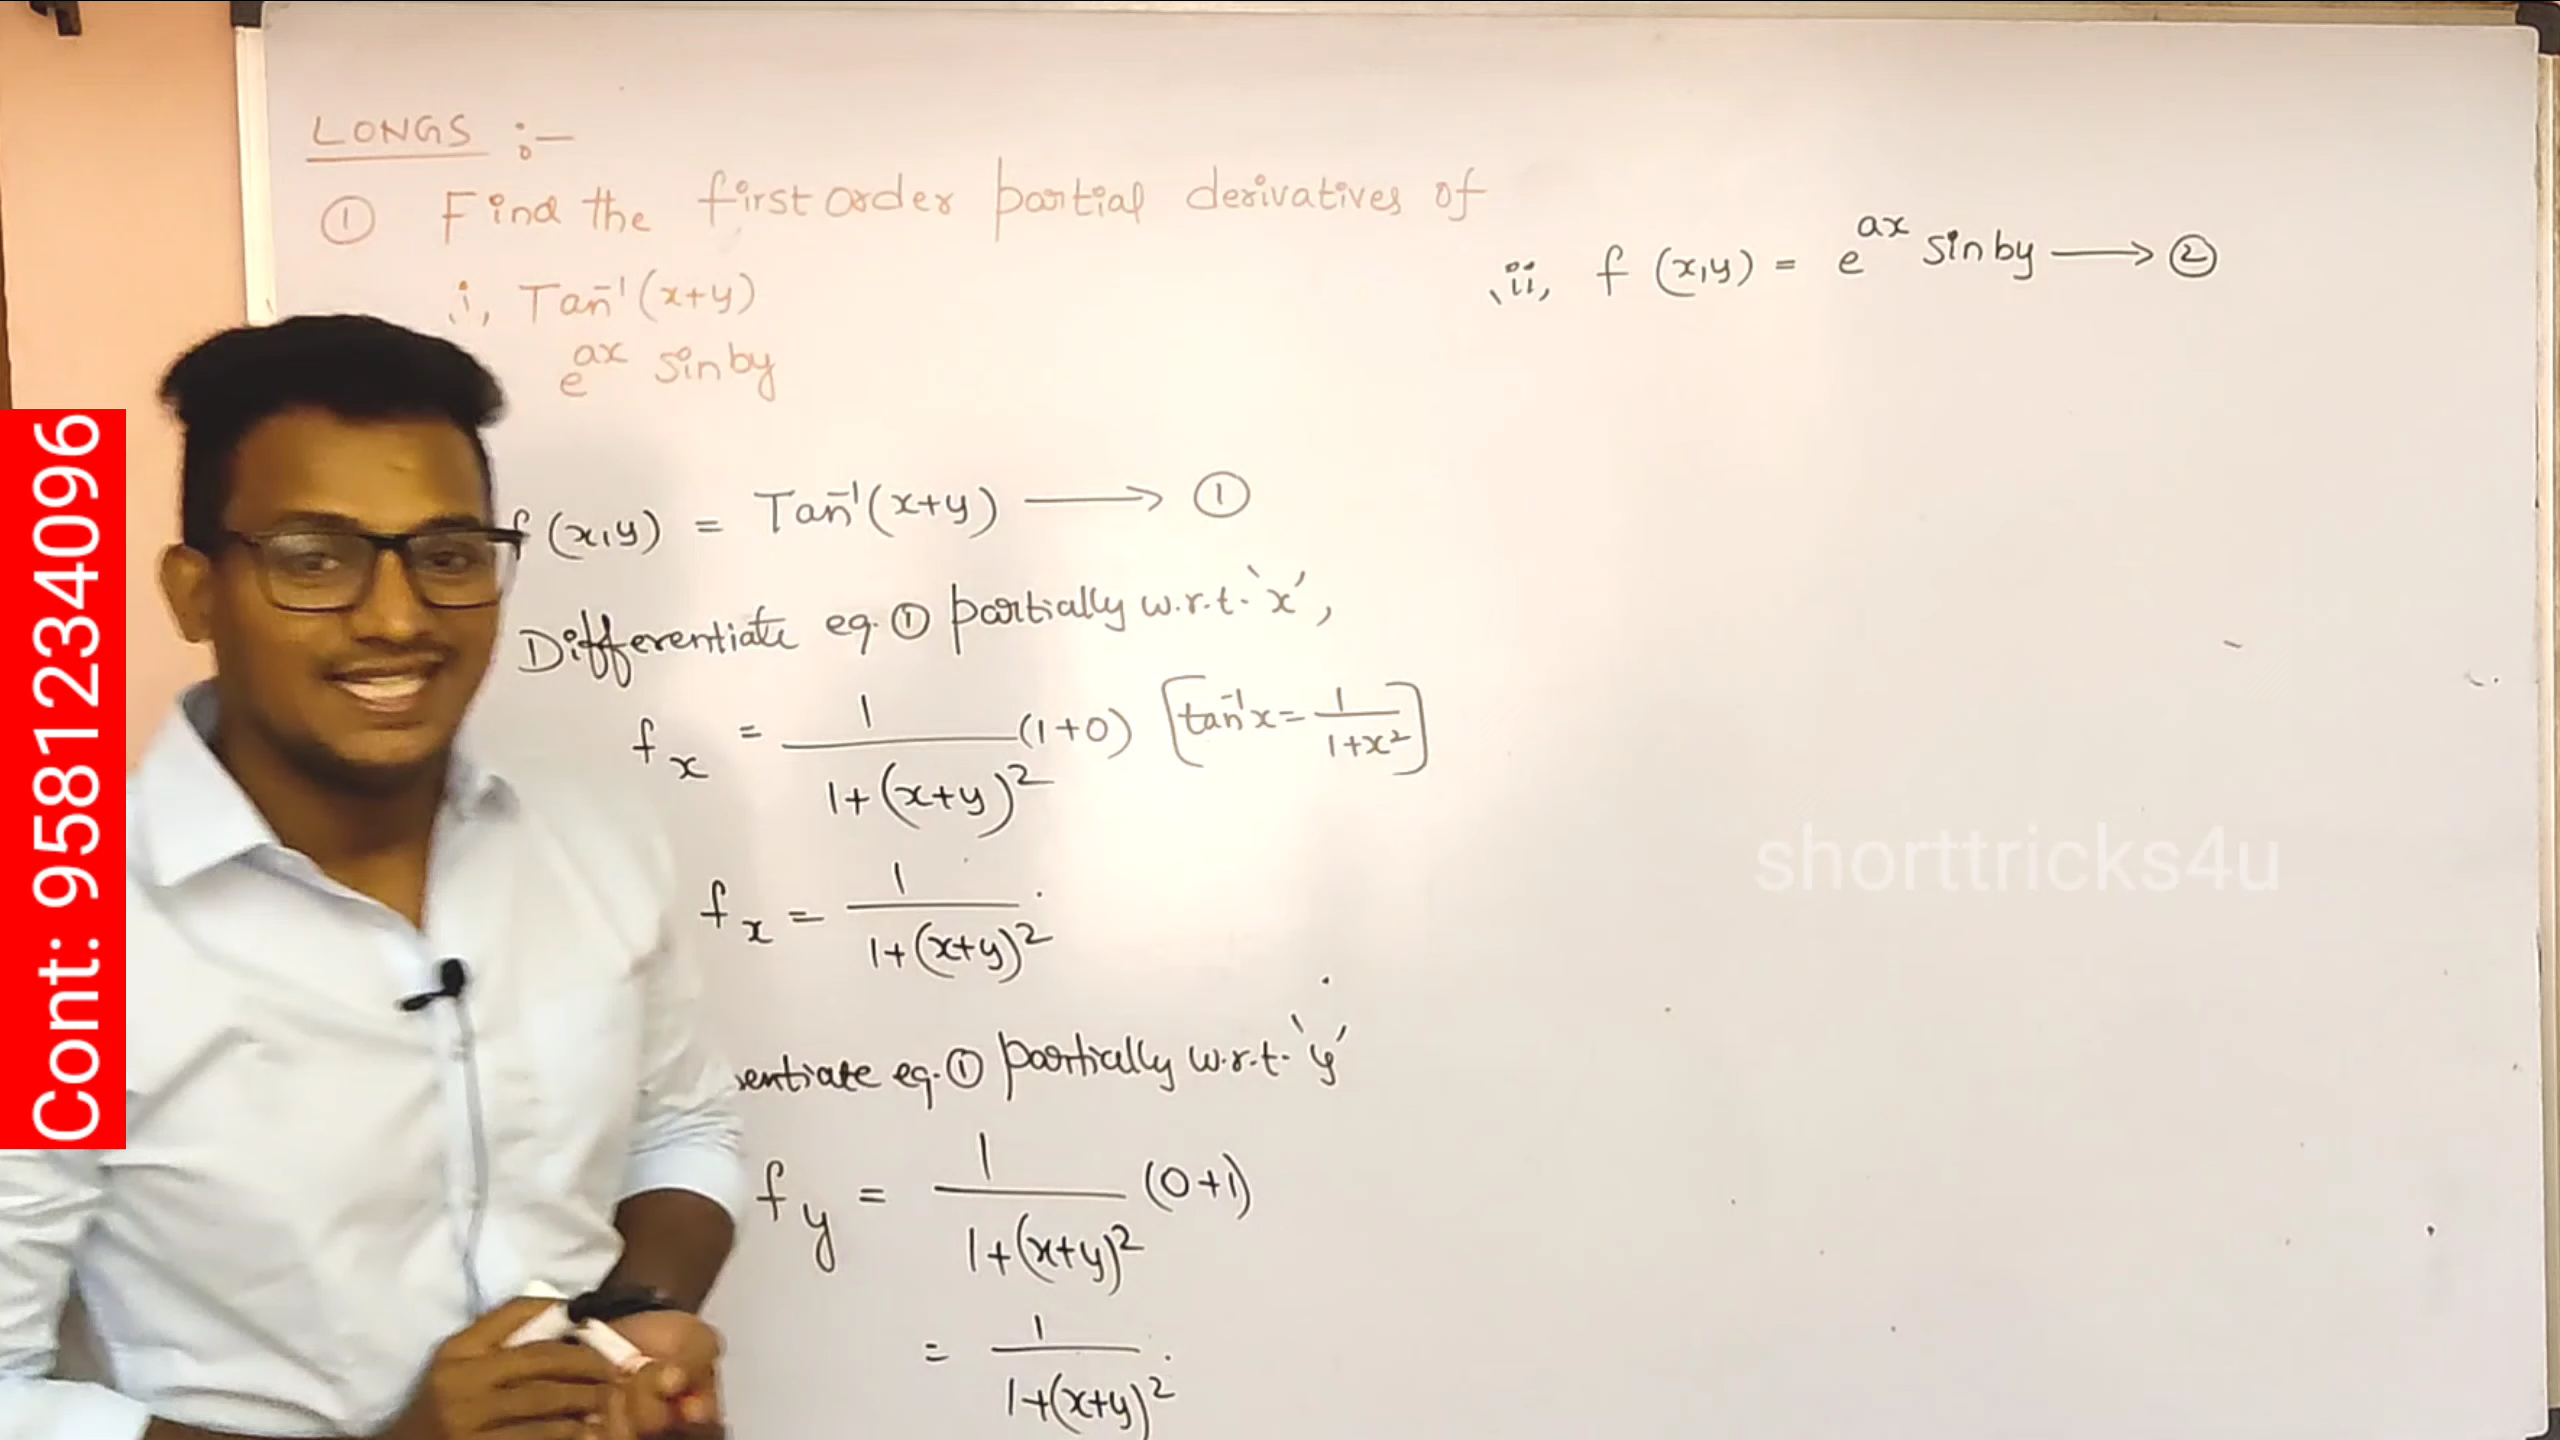 LONGS :-
① Find the first order partial derivatives of
i, Tan⁻¹(x+y)
e^ax sin by
f(x,y) = Tan⁻¹(x+y) ⟶ ①
Differentiate eq. ① partially w.r.t. 'x',
f_x = 1/(1+(x+y)²) (1+0) [tan⁻¹x = 1/(1+x²)]
f_x = 1/(1+(x+y)²).
entiate eq. ① partially w.r.t. 'y'
f_y = 1/(1+(x+y)²) (0+1)
= 1/(1+(x+y)²).
ii, f(x,y) = e^ax sin by ⟶ ②
shorttricks4u
Cont: 9581234096